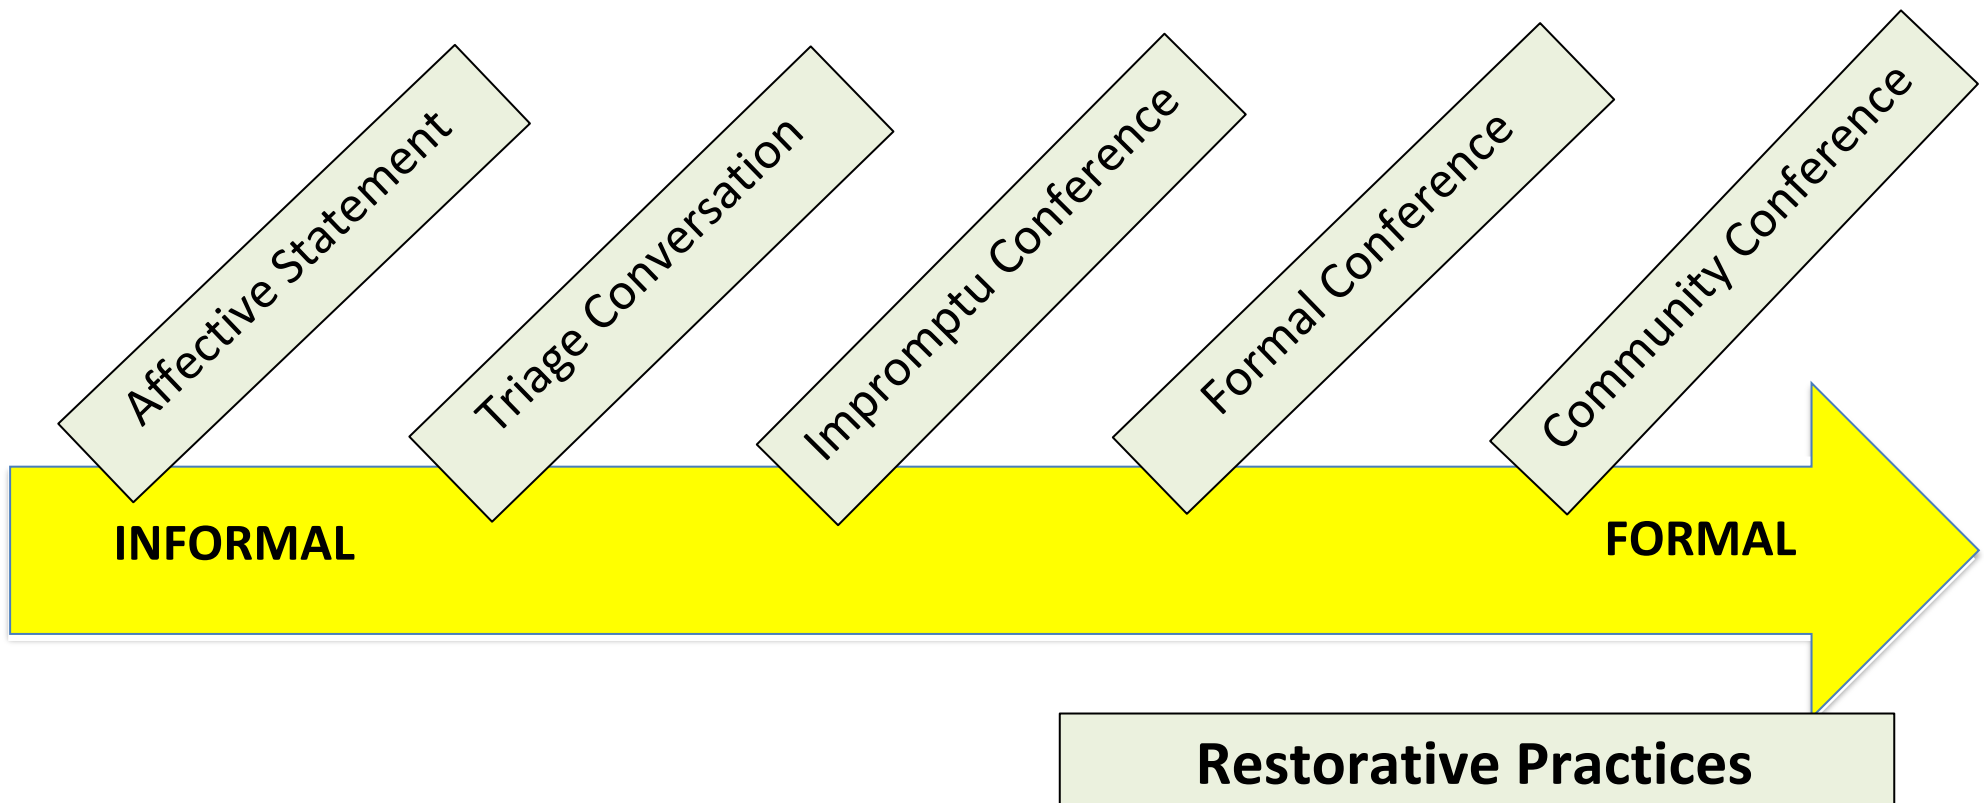 Affective Statement
Triage Conversation
Impromptu Conference
Formal Conference
Community Conference
INFORMAL
FORMAL
Restorative Practices